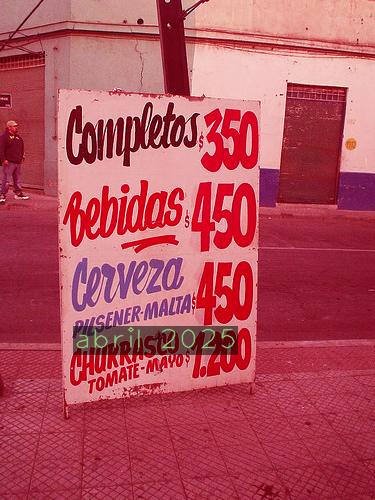 Completos $350
Bebidas $450
Cerveza
PILSENER-MALTA $450
abril 2025
CHURRASCO
TOMATE-MAYO $1.200